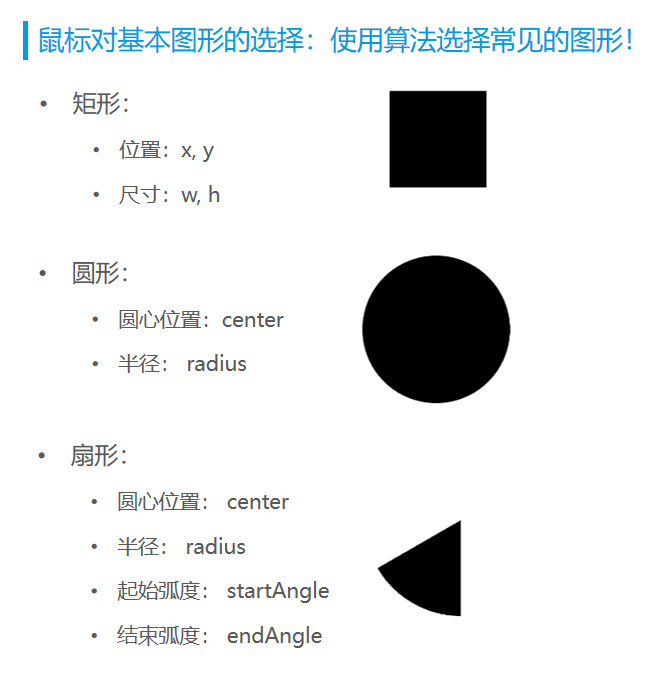 鼠标对基本图形的选择：使用算法选择常见的图形！
• 矩形：
• 位置：x, y
• 尺寸：w, h
• 圆形：
• 圆心位置：center
• 半径： radius
• 扇形：
• 圆心位置： center
• 半径： radius
• 起始弧度： startAngle
• 结束弧度： endAngle